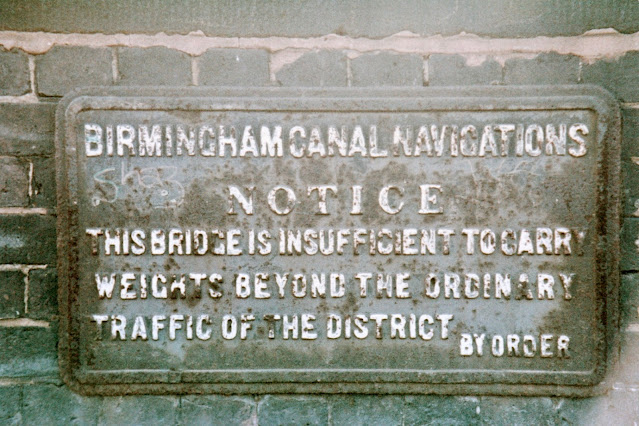 BIRMINGHAM CANAL NAVIGATIONS
NOTICE
THIS BRIDGE IS INSUFFICIENT TO CARRY
WEIGHTS BEYOND THE ORDINARY
TRAFFIC OF THE DISTRICT
BY ORDER